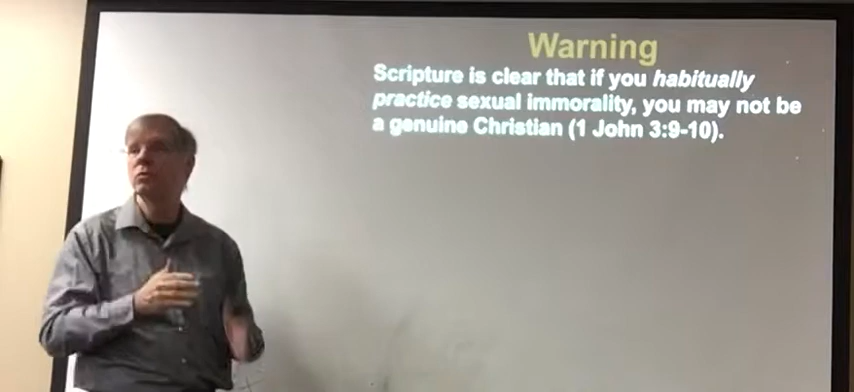 Warning
Scripture is clear that if you habitually
practice sexual immorality, you may not be
a genuine Christian (1 John 3:9-10).